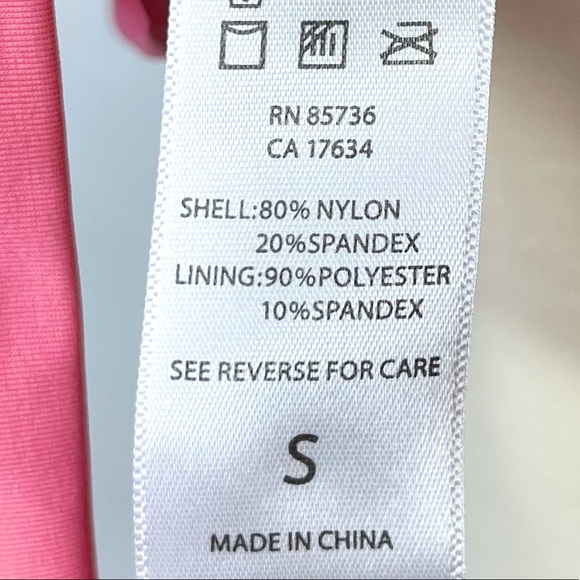 RN 85736
CA 17634
SHELL:80% NYLON
20%SPANDEX
LINING:90%POLYESTER
10%SPANDEX
SEE REVERSE FOR CARE
S
MADE IN CHINA